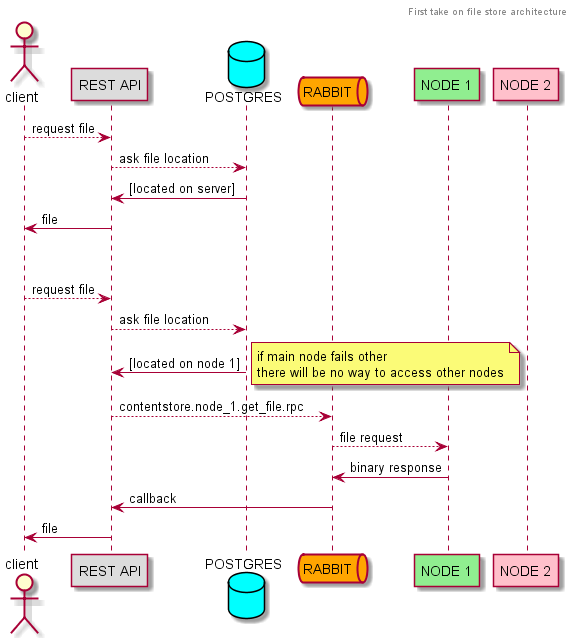 First take on file store architecture
client
REST API
POSTGRES
RABBIT
NODE 1
NODE 2
request file
ask file location
[located on server]
file
request file
ask file location
[located on node 1]
if main node fails other
there will be no way to access other nodes
contentstore.node_1.get_file.rpc
file request
binary response
callback
file
client
REST API
POSTGRES
RABBIT
NODE 1
NODE 2